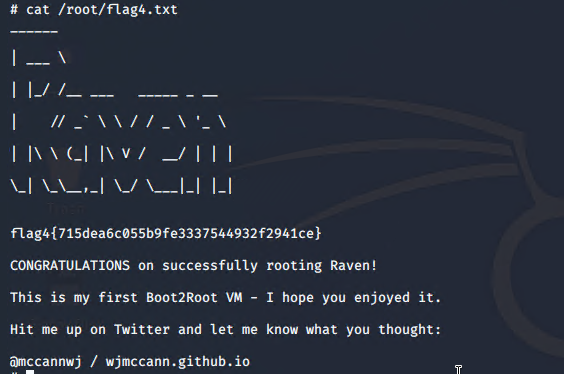 # cat /root/flag4.txt
______
| ___ \
| |_/ /__ ___   _____ _ __
|    // _` \ \ / / _ \ '_ \
| |\ \ (_| |\ V /  __/ | | |
\_| \_\__,_| \_/ \___|_| |_|
flag4{715dea6c055b9fe3337544932f2941ce}
CONGRATULATIONS on successfully rooting Raven!
This is my first Boot2Root VM - I hope you enjoyed it.
Hit me up on Twitter and let me know what you thought:
@mccannwj / wjmccann.github.io
#